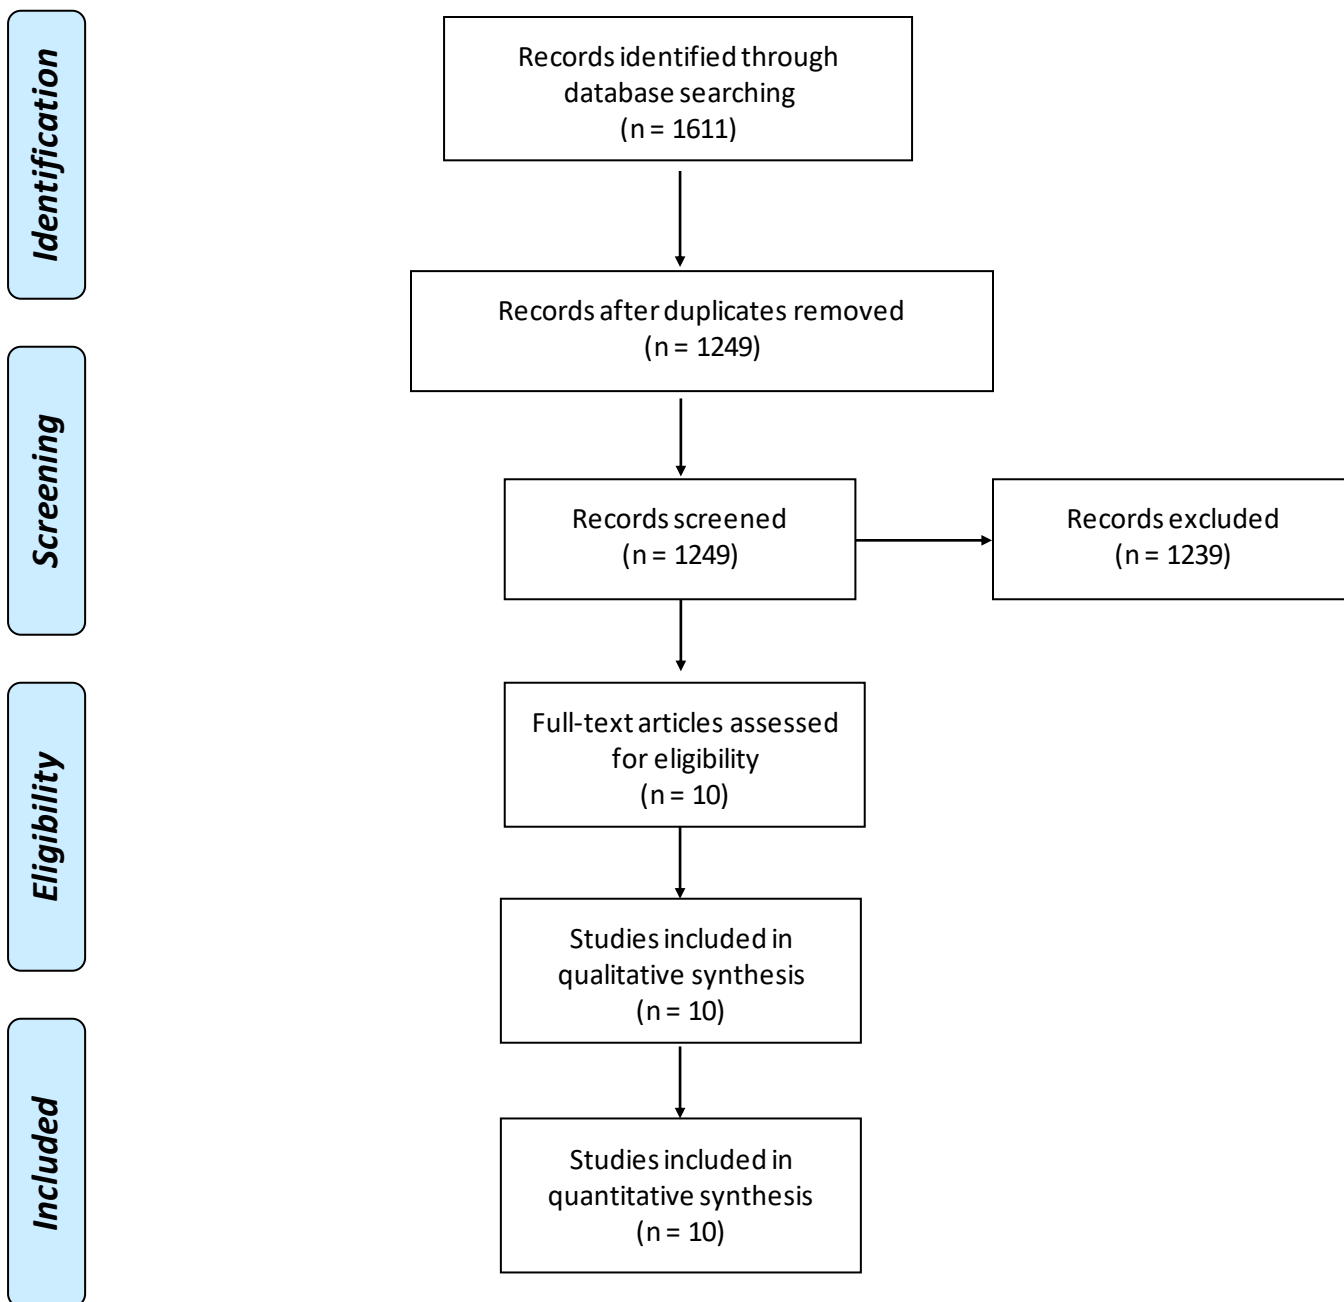 Identification
Records identified through
database searching
(n = 1611)
Records after duplicates removed
(n = 1249)
Screening
Records screened
(n = 1249)
Records excluded
(n = 1239)
Eligibility
Full-text articles assessed
for eligibility
(n = 10)
Studies included in
qualitative synthesis
(n = 10)
Included
Studies included in
quantitative synthesis
(n = 10)